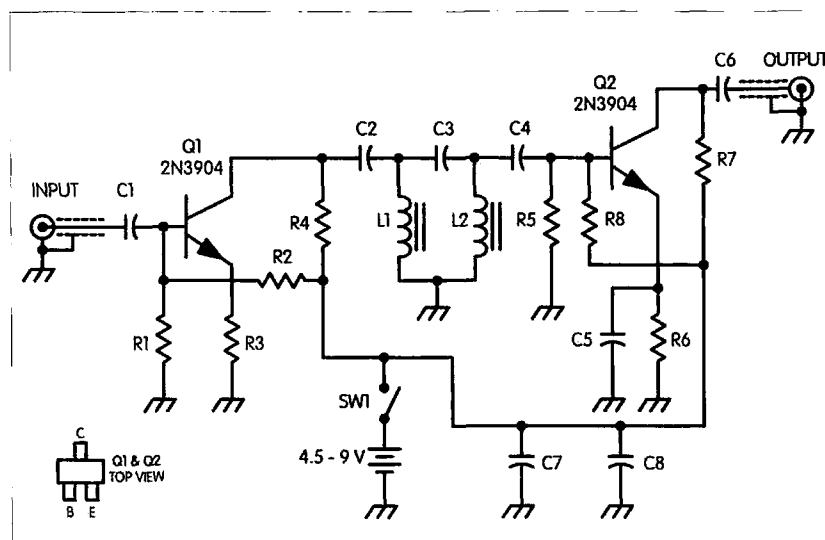 C6 OUTPUT
Q2
2N3904
Q1
2N3904
C2 C3 C4
R7
INPUT C1
R4 L1 L2 R5 R8
R2
R1 R3
C5 R6
SW1
C
Q1 & Q2
TOP VIEW
4.5 - 9 V
C7 C8
B E